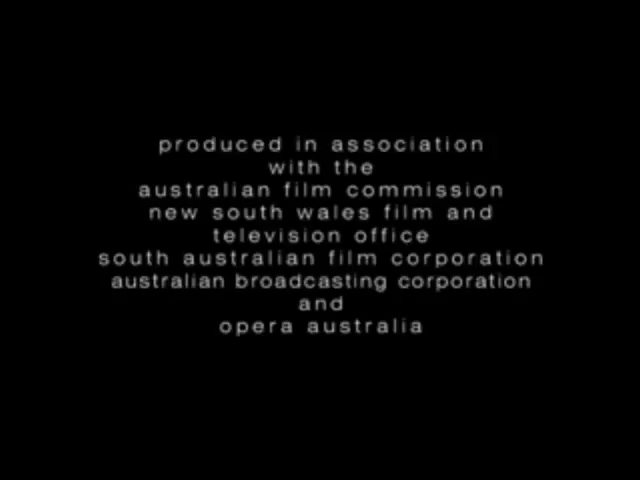 produced in association
with the
australian film commission
new south wales film and
television office
south australian film corporation
australian broadcasting corporation
and
opera australia